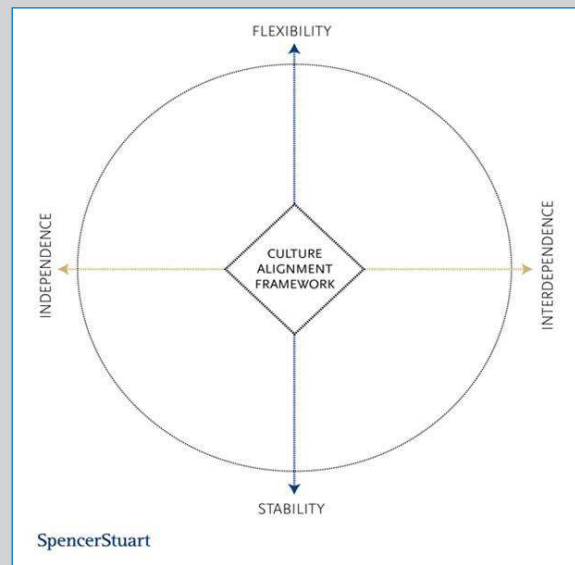 FLEXIBILITY
INDEPENDENCE
CULTURE
ALIGNMENT
FRAMEWORK
INTERDEPENDENCE
STABILITY
SpencerStuart